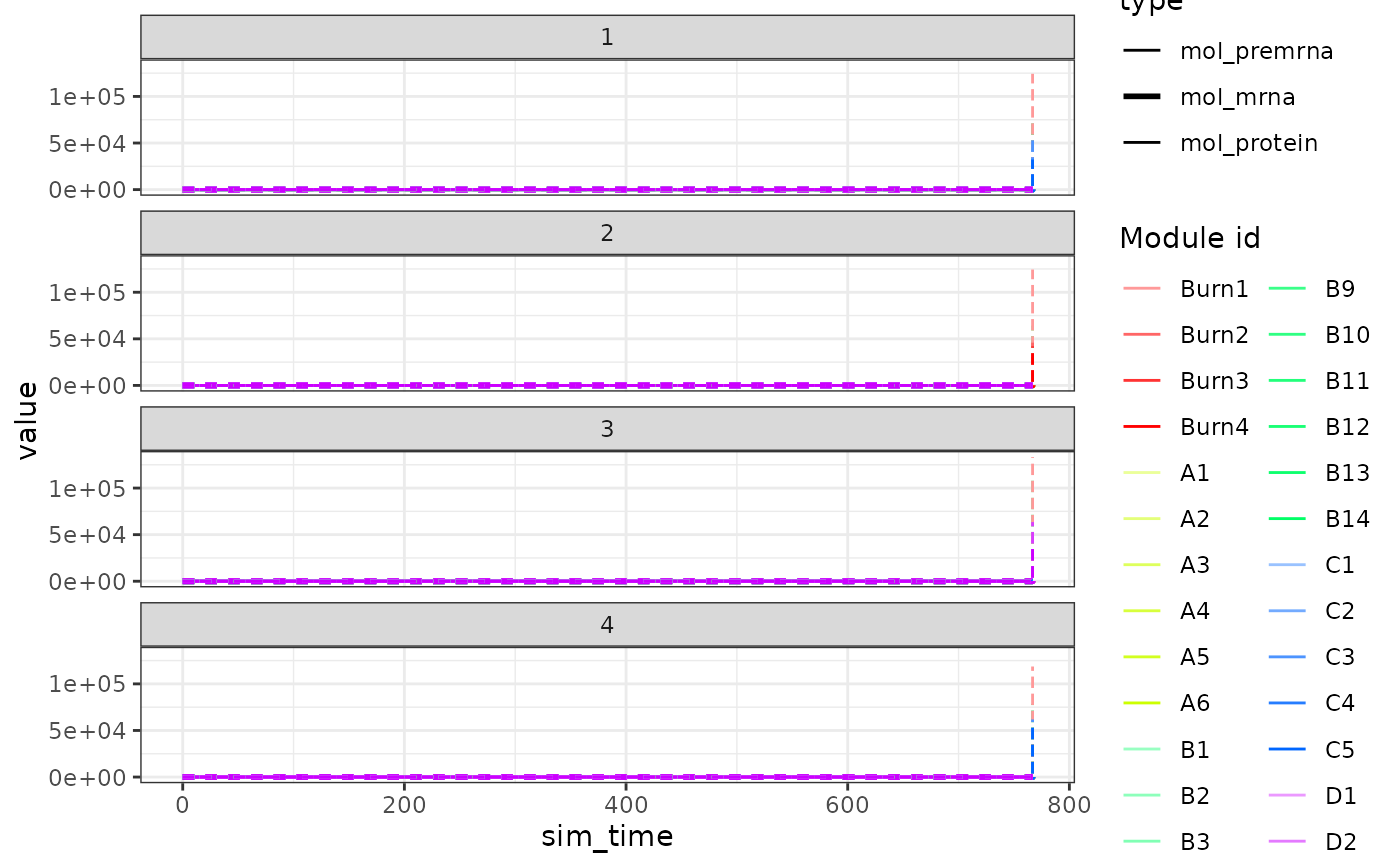 1
1e+05
5e+04
0e+00
2
1e+05
5e+04
0e+00
3
1e+05
5e+04
0e+00
4
1e+05
5e+04
0e+00
0 200 400 600 800
sim_time
value
type
mol_premrna
mol_mrna
mol_protein
Module id
Burn1 B9
Burn2 B10
Burn3 B11
Burn4 B12
A1 B13
A2 B14
A3 C1
A4 C2
A5 C3
A6 C4
B1 C5
B2 D1
B3 D2